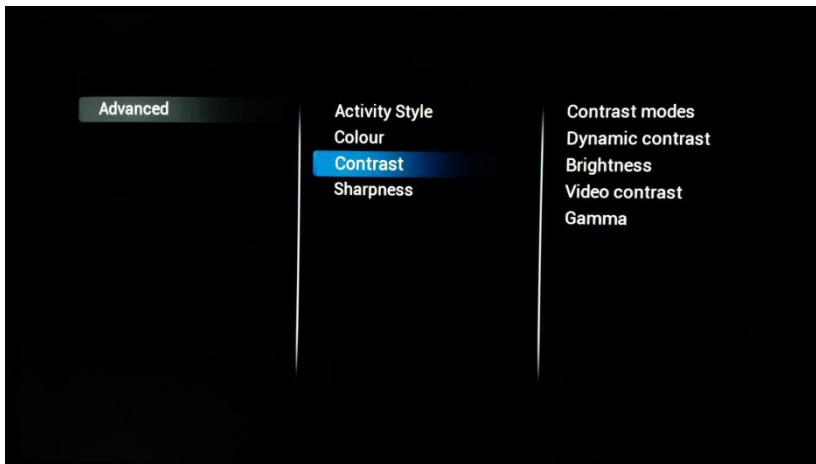 Advanced
Activity Style
Colour
Contrast
Sharpness
Contrast modes
Dynamic contrast
Brightness
Video contrast
Gamma